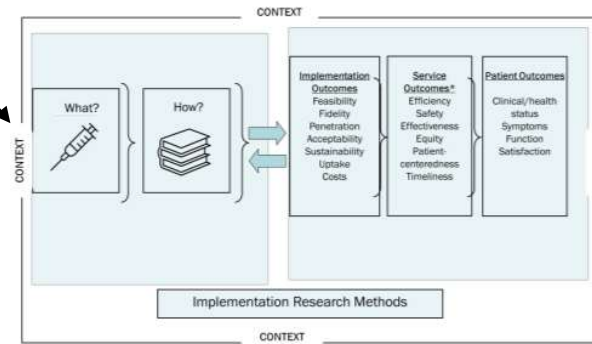 CONTEXT
CONTEXT
What?
How?
Implementation
Outcomes
Feasibility
Fidelity
Penetration
Acceptability
Sustainability
Uptake
Costs
Service
Outcomes*
Efficiency
Safety
Effectiveness
Equity
Patient-
centeredness
Timeliness
Patient Outcomes
Clinical/health
status
Symptoms
Function
Satisfaction
Implementation Research Methods
CONTEXT